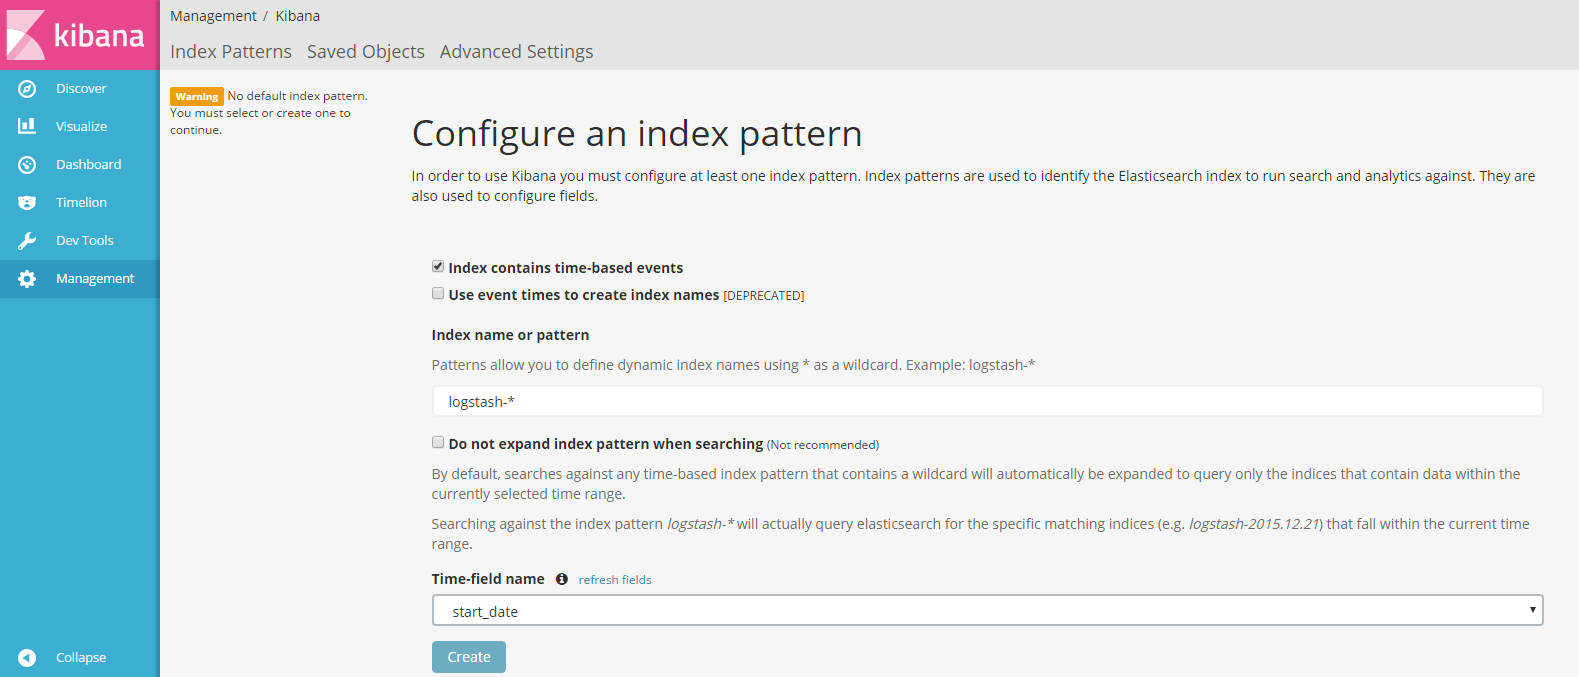 kibana
Discover
Visualize
Dashboard
Timelion
Dev Tools
Management
Collapse
Management / Kibana
Index Patterns Saved Objects Advanced Settings
Warning No default index pattern.
You must select or create one to
continue.
Configure an index pattern
In order to use Kibana you must configure at least one index pattern. Index patterns are used to identify the Elasticsearch index to run search and analytics against. They are
also used to configure fields.
Index contains time-based events
Use event times to create index names [DEPRECATED]
Index name or pattern
Patterns allow you to define dynamic index names using * as a wildcard. Example: logstash-*
logstash-*
Do not expand index pattern when searching (Not recommended)
By default, searches against any time-based index pattern that contains a wildcard will automatically be expanded to query only the indices that contain data within the
currently selected time range.
Searching against the index pattern logstash-* will actually query elasticsearch for the specific matching indices (e.g. logstash-2015.12.21) that fall within the current time
range.
Time-field name refresh fields
start_date
Create